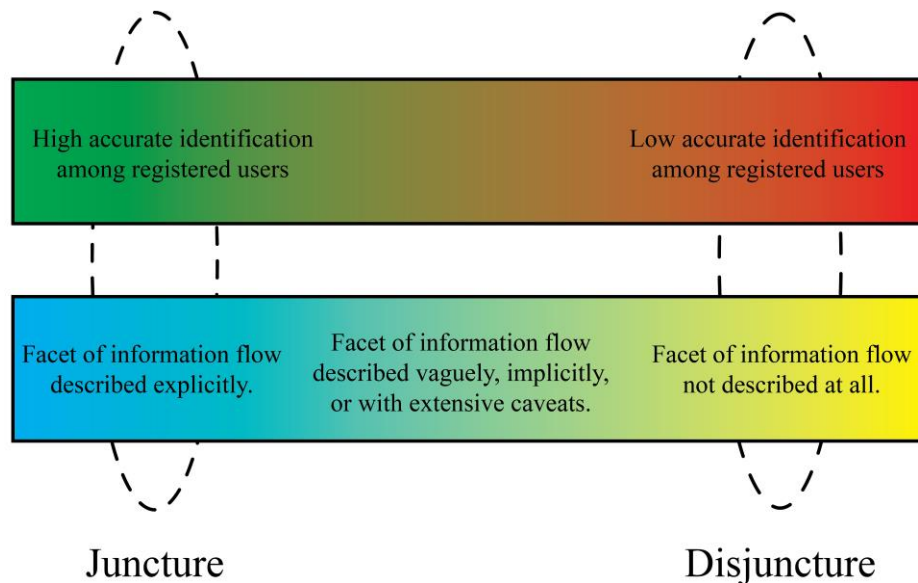 High accurate identification
among registered users
Low accurate identification
among registered users
Facet of information flow
described explicitly.
Facet of information flow
described vaguely, implicitly,
or with extensive caveats.
Facet of information flow
not described at all.
Juncture
Disjuncture